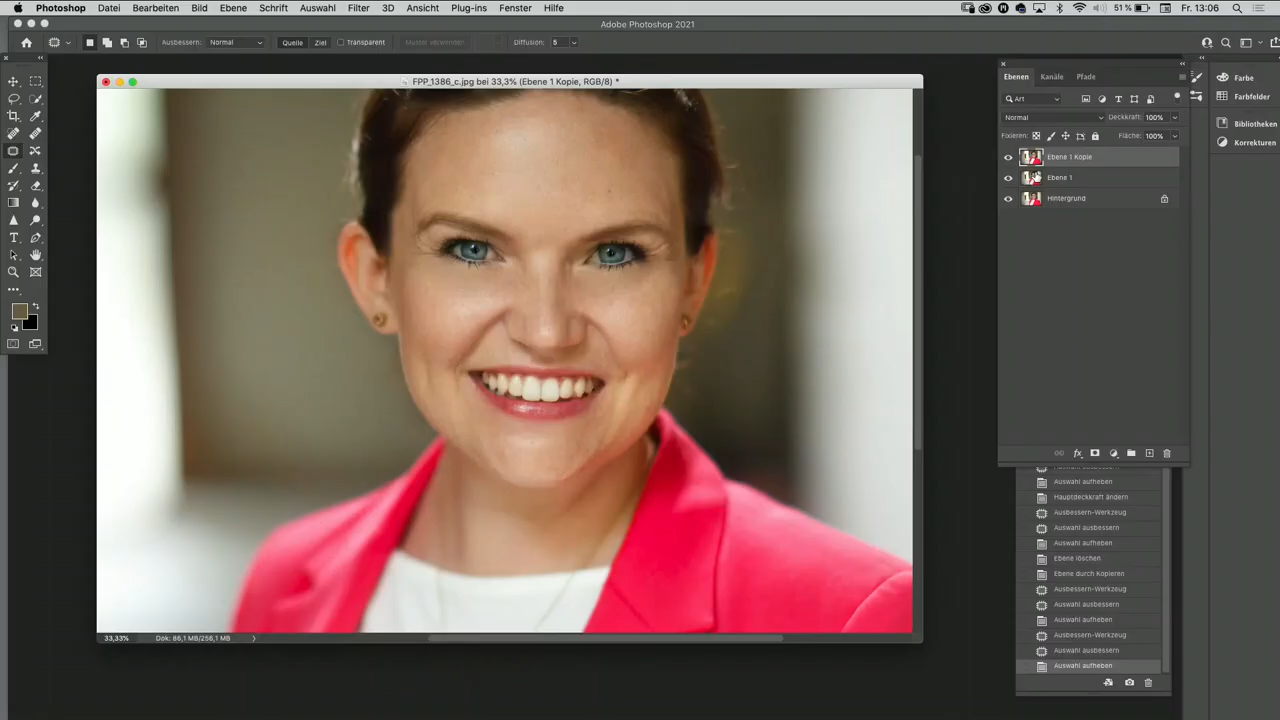 Photoshop Datei Bearbeiten Bild Ebene Schrift Auswahl Filter 3D Ansicht Plug-ins Fenster Hilfe 51 % Fr. 13:06
Adobe Photoshop 2021
Ausbessern: Normal Quelle Ziel Transparent Muster verwenden Diffusion: 5
FPP_1386_c.jpg bei 33,3% (Ebene 1 Kopie, RGB/8) *
Ebenen Kanäle Pfade
Art
Normal Deckkraft: 100%
Fixieren: Fläche: 100%
Ebene 1 Kopie
Ebene 1
Hintergrund
Farbe
Farbfelder
Bibliotheken
Korrekturen
Auswahl aufheben
Hauptdeckkraft ändern
Ausbessern-Werkzeug
Auswahl ausbessern
Auswahl aufheben
Ebene löschen
Ebene durch Kopieren
Ausbessern-Werkzeug
Auswahl ausbessern
Auswahl aufheben
Ausbessern-Werkzeug
Auswahl ausbessern
Auswahl aufheben
33,33% Dok: 86,1 MB/256,1 MB